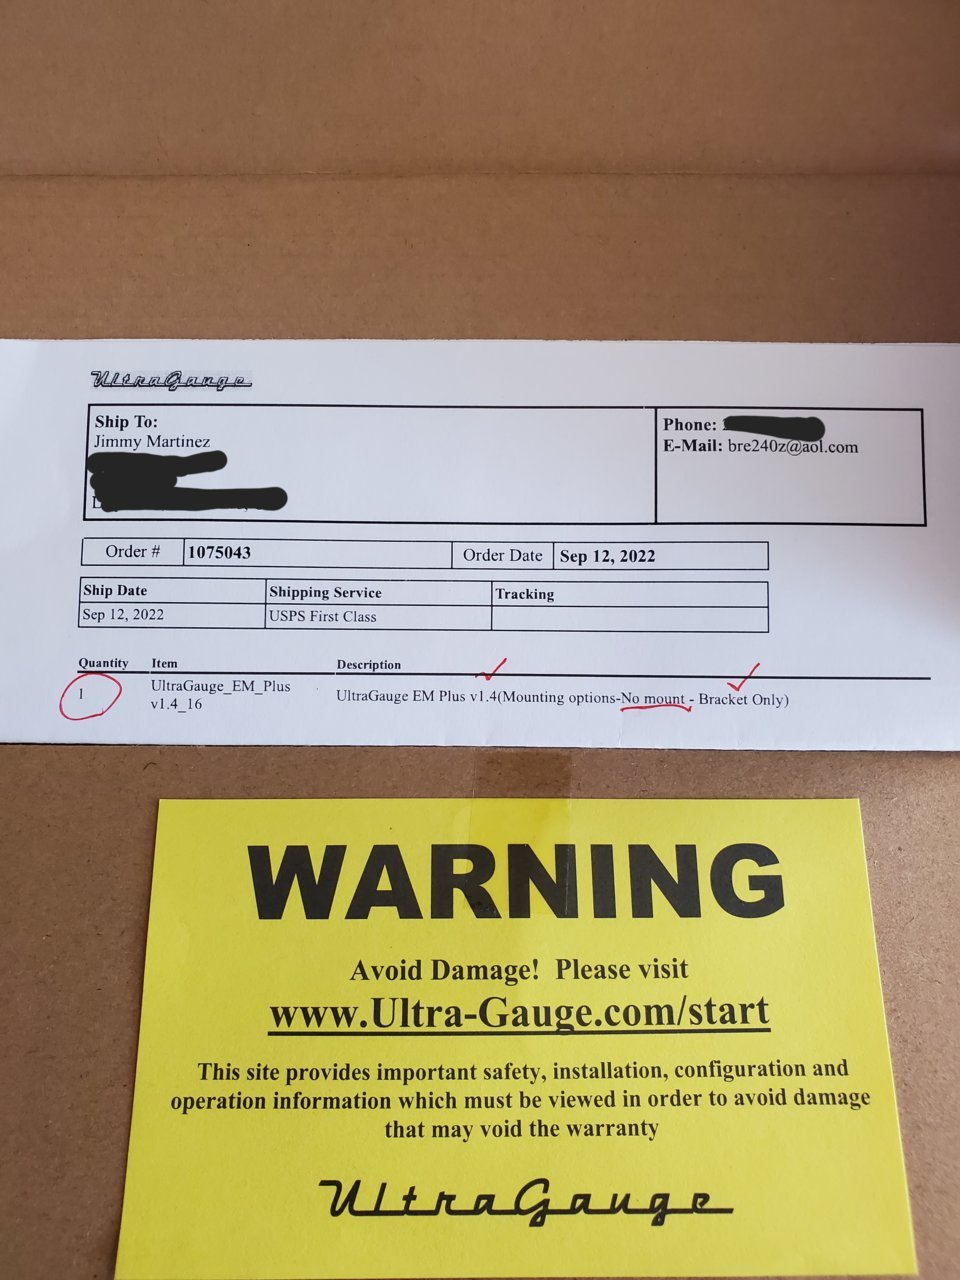 UltraGauge
Ship To:
Jimmy Martinez
Phone:
E-Mail: bre240z@aol.com
Order # 1075043 Order Date Sep 12, 2022
Ship Date Shipping Service Tracking
Sep 12, 2022 USPS First Class
Quantity Item Description
1 UltraGauge_EM_Plus UltraGauge EM Plus v1.4(Mounting options-No mount - Bracket Only)
v1.4_16
WARNING
Avoid Damage! Please visit
www.Ultra-Gauge.com/start
This site provides important safety, installation, configuration and
operation information which must be viewed in order to avoid damage
that may void the warranty
UltraGauge